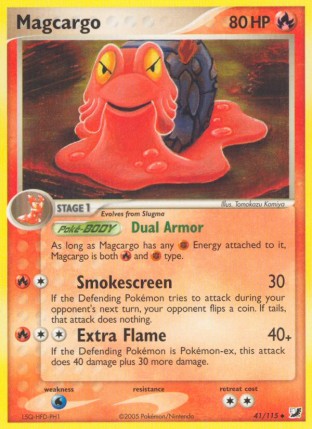 Magcargo 80 HP
Illus. Tomokazu Komiya
STAGE 1
Evolves from Slugma
Poké-BODY Dual Armor
As long as Magcargo has any Energy attached to it,
Magcargo is both and type.
Smokescreen 30
If the Defending Pokémon tries to attack during your
opponent's next turn, your opponent flips a coin. If tails,
that attack does nothing.
Extra Flame 40+
If the Defending Pokémon is Pokémon-ex, this attack
does 40 damage plus 30 more damage.
weakness resistance retreat cost
©2005 Pokémon/Nintendo 41/115